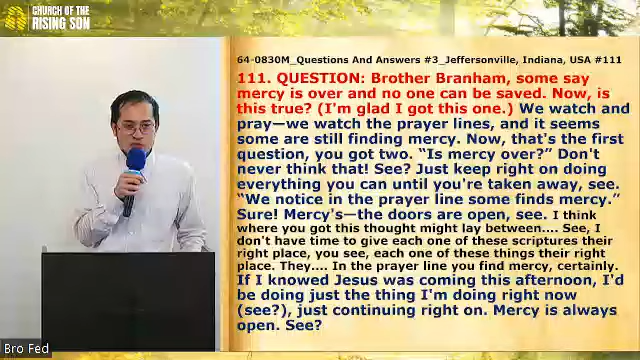 CHURCH OF THE
RISING SON
64-0830M_Questions And Answers #3_Jeffersonville, Indiana, USA #111
111. QUESTION: Brother Branham, some say
mercy is over and no one can be saved. Now, is
this true? (I'm glad I got this one.) We watch and
pray—we watch the prayer lines, and it seems
some are still finding mercy. Now, that's the first
question, you got two. “Is mercy over?” Don't
never think that! See? Just keep right on doing
everything you can until you're taken away, see.
“We notice in the prayer line some finds mercy.”
Sure! Mercy's—the doors are open, see. I think
where you got this thought might lay between.... See, I
don't have time to give each one of these scriptures their
right place, you see, each one of these things their right
place. They.... In the prayer line you find mercy, certainly.
If I knowed Jesus was coming this afternoon, I'd
be doing just the thing I'm doing right now
(see?), just continuing right on. Mercy is always
open. See?
Bro Fed